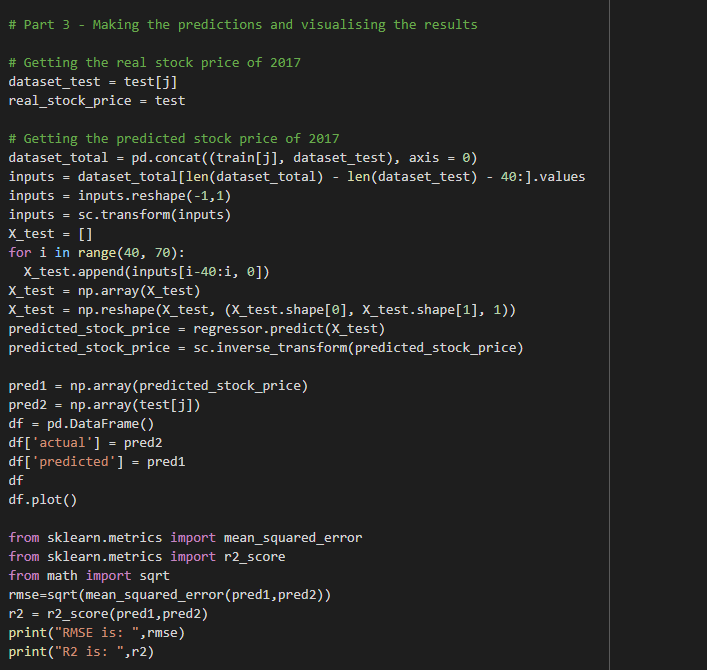 # Part 3 - Making the predictions and visualising the results
# Getting the real stock price of 2017
dataset_test = test[j]
real_stock_price = test
# Getting the predicted stock price of 2017
dataset_total = pd.concat((train[j], dataset_test), axis = 0)
inputs = dataset_total[len(dataset_total) - len(dataset_test) - 40:].values
inputs = inputs.reshape(-1,1)
inputs = sc.transform(inputs)
X_test = []
for i in range(40, 70):
  X_test.append(inputs[i-40:i, 0])
X_test = np.array(X_test)
X_test = np.reshape(X_test, (X_test.shape[0], X_test.shape[1], 1))
predicted_stock_price = regressor.predict(X_test)
predicted_stock_price = sc.inverse_transform(predicted_stock_price)
pred1 = np.array(predicted_stock_price)
pred2 = np.array(test[j])
df = pd.DataFrame()
df['actual'] = pred2
df['predicted'] = pred1
df
df.plot()
from sklearn.metrics import mean_squared_error
from sklearn.metrics import r2_score
from math import sqrt
rmse=sqrt(mean_squared_error(pred1,pred2))
r2 = r2_score(pred1,pred2)
print("RMSE is: ",rmse)
print("R2 is: ",r2)